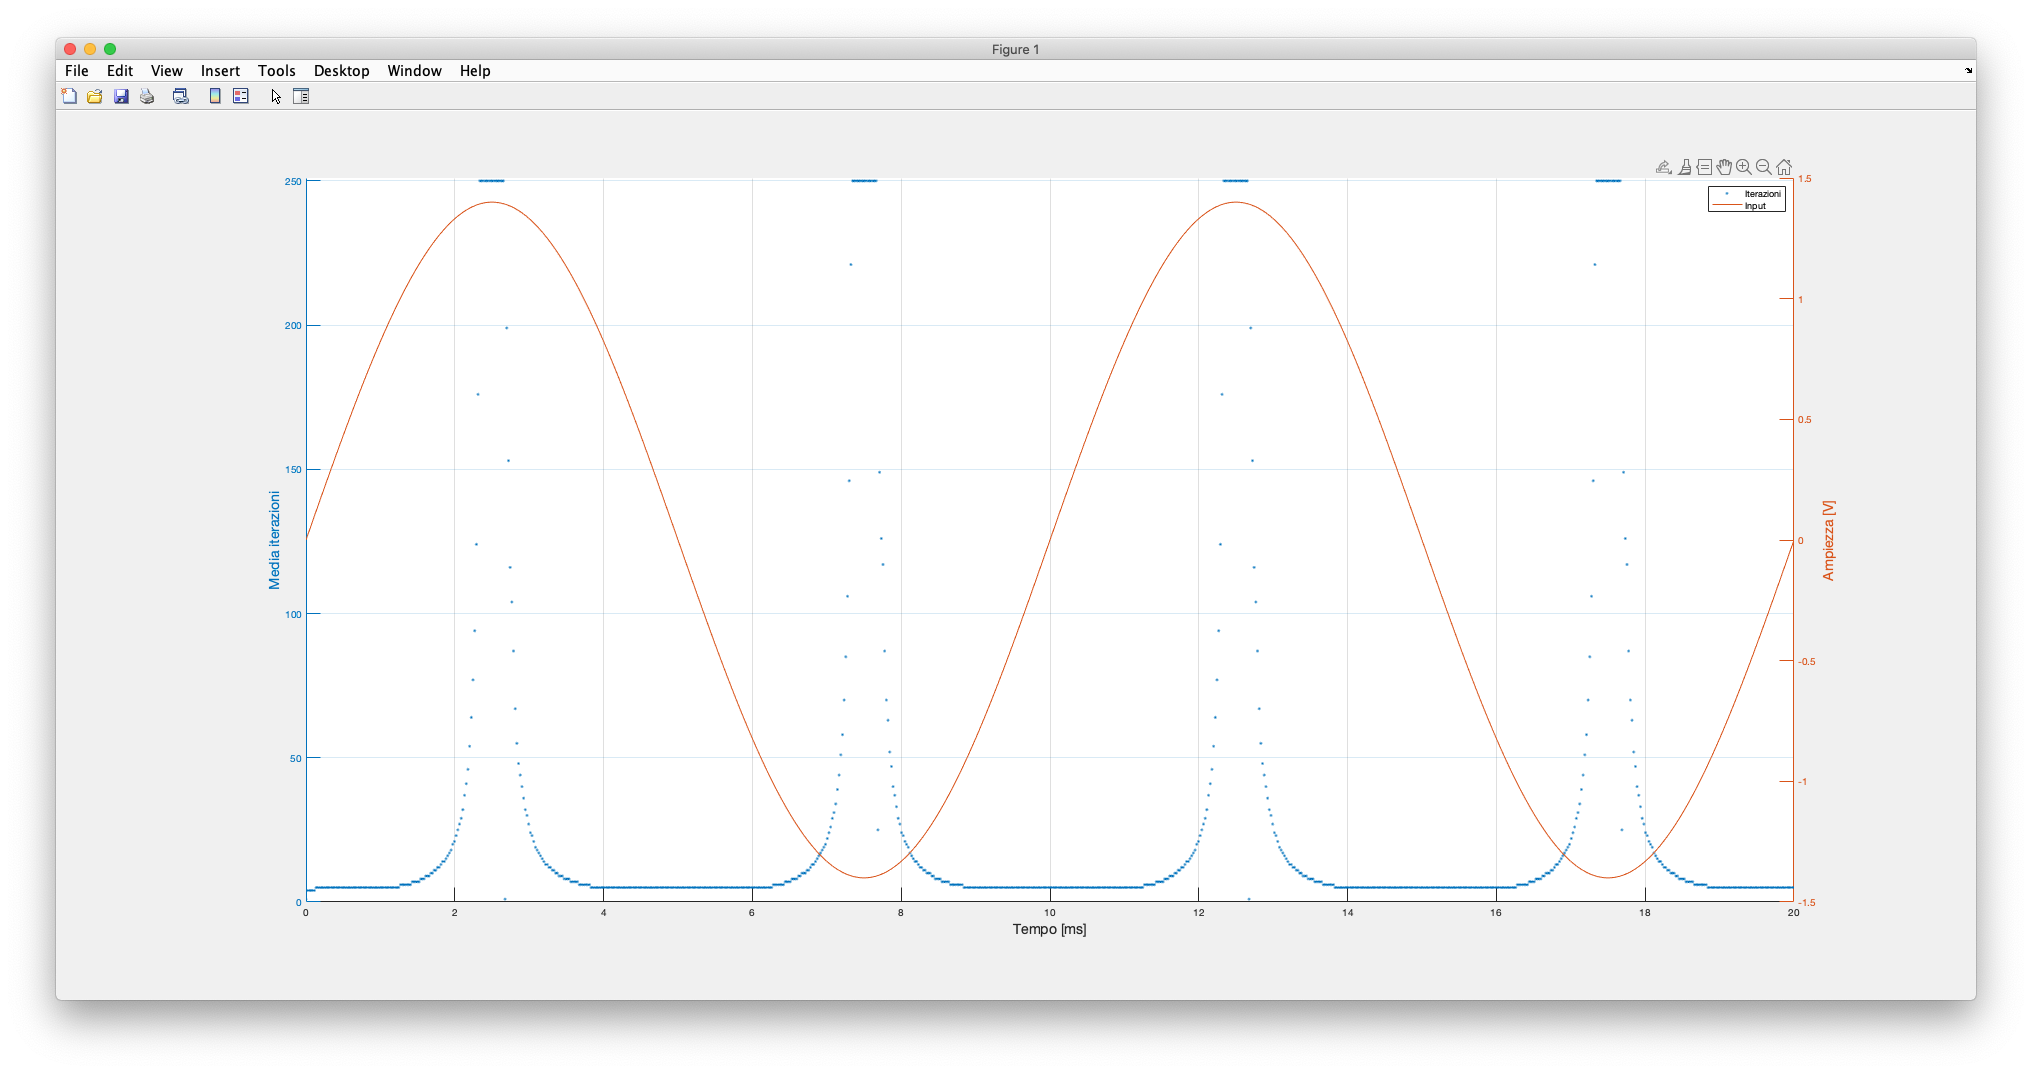 Figure 1
File Edit View Insert Tools Desktop Window Help
Iterazioni
Input
250
200
150
100
50
0
Media iterazioni
1.5
1
0.5
0
-0.5
-1
-1.5
Ampiezza [V]
0 2 4 6 8 10 12 14 16 18 20
Tempo [ms]